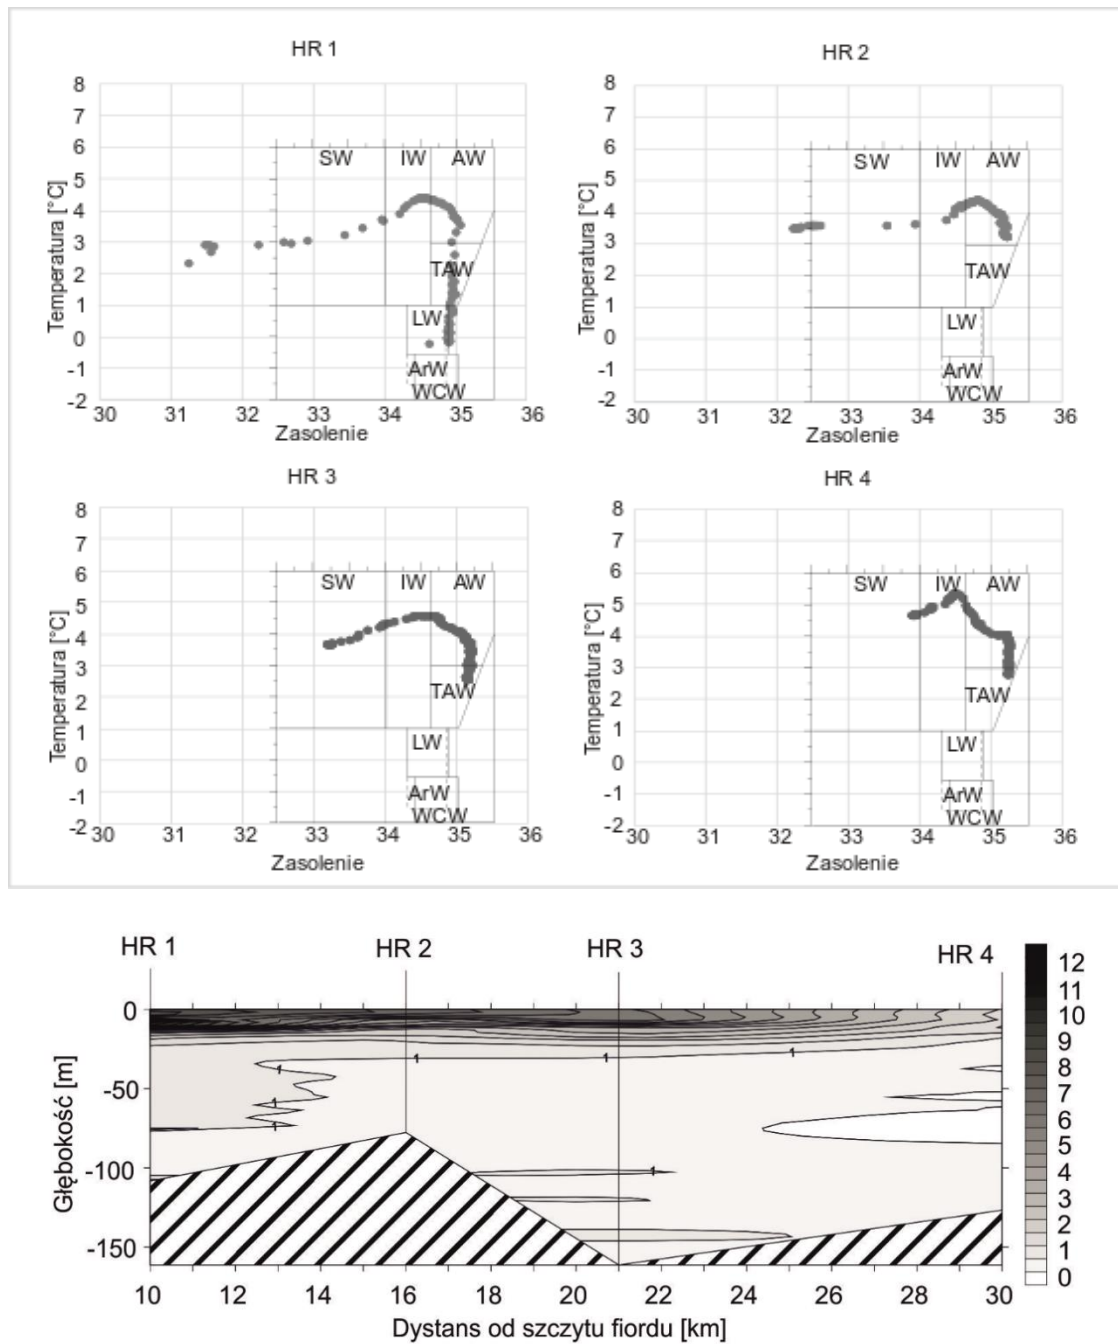 HR 1
8
7
6
5
4
3
2
1
0
-1
-2
Temperatura [°C]
SW IW AW
TAW
LW
ArW
WCW
30 31 32 33 34 35 36
Zasolenie
HR 2
8
7
6
5
4
3
2
1
0
-1
-2
Temperatura [°C]
SW IW AW
TAW
LW
ArW
WCW
30 31 32 33 34 35 36
Zasolenie
HR 3
8
7
6
5
4
3
2
1
0
-1
-2
Temperatura [°C]
SW IW AW
TAW
LW
ArW
WCW
30 31 32 33 34 35 36
Zasolenie
HR 4
8
7
6
5
4
3
2
1
0
-1
-2
Temperatura [°C]
SW IW AW
TAW
LW
ArW
WCW
30 31 32 33 34 35 36
Zasolenie
HR 1 HR 2 HR 3 HR 4
0
-50
-100
-150
Głębokość [m]
1 1 1
1
1
1
1
10 12 14 16 18 20 22 24 26 28 30
Dystans od szczytu fiordu [km]
12
11
10
9
8
7
6
5
4
3
2
1
0